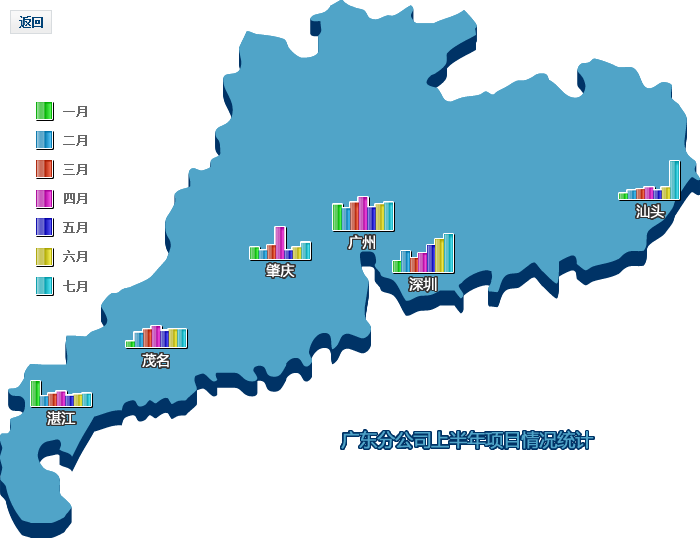 返回
一月
二月
三月
四月
五月
六月
七月
汕头
广州
肇庆
深圳
茂名
湛江
广东分公司上半年项目情况统计